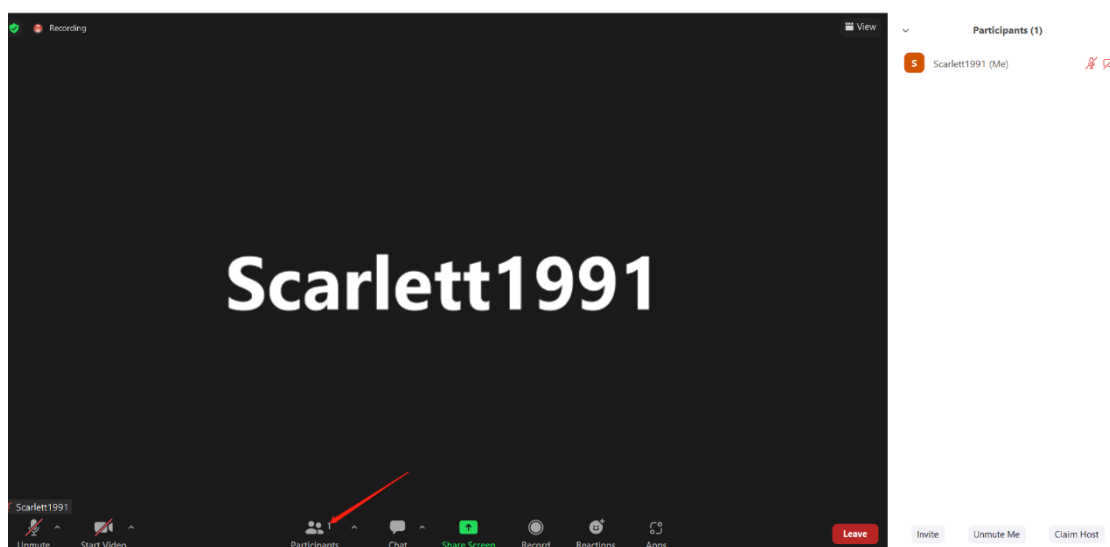 Recording
View
Participants (1)
S
Scarlett1991 (Me)
Scarlett1991
Scarlett1991
1
Unmute
Start Video
Participants
Chat
Share Screen
Record
Reactions
Apps
Leave
Invite
Unmute Me
Claim Host